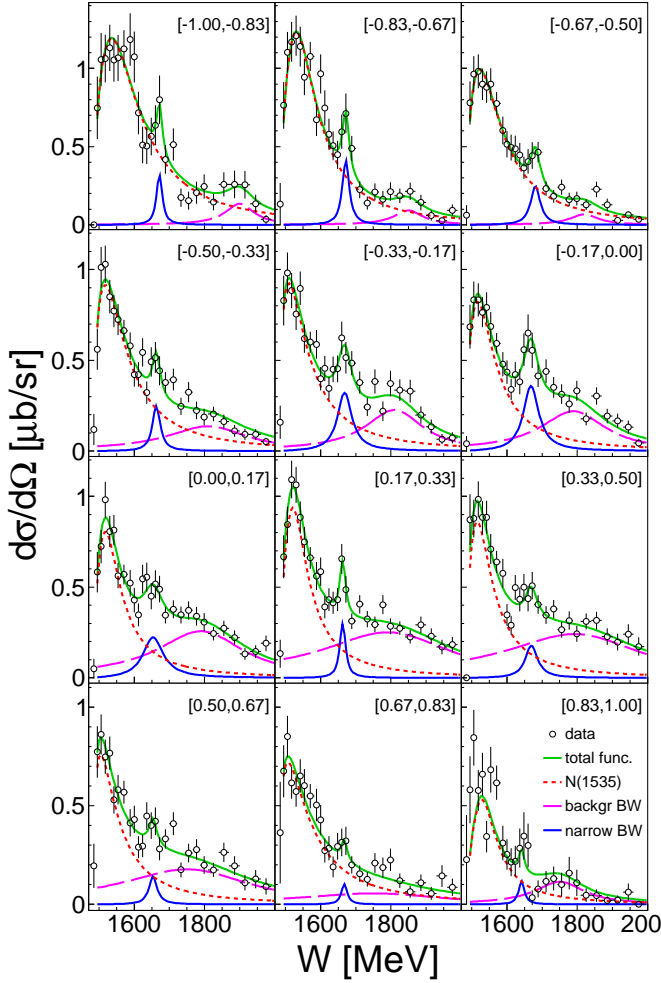 [-1.00,-0.83] [-0.83,-0.67] [-0.67,-0.50]
1
0.5
0
[-0.50,-0.33] [-0.33,-0.17] [-0.17,0.00]
1
0.5
0
dσ/dΩ [μb/sr]
[0.00,0.17] [0.17,0.33] [0.33,0.50]
1
0.5
0
[0.50,0.67] [0.67,0.83] [0.83,1.00]
1
0.5
0
data
total func.
N(1535)
backgr BW
narrow BW
1600 1800 1600 1800 1600 1800 200
W [MeV]